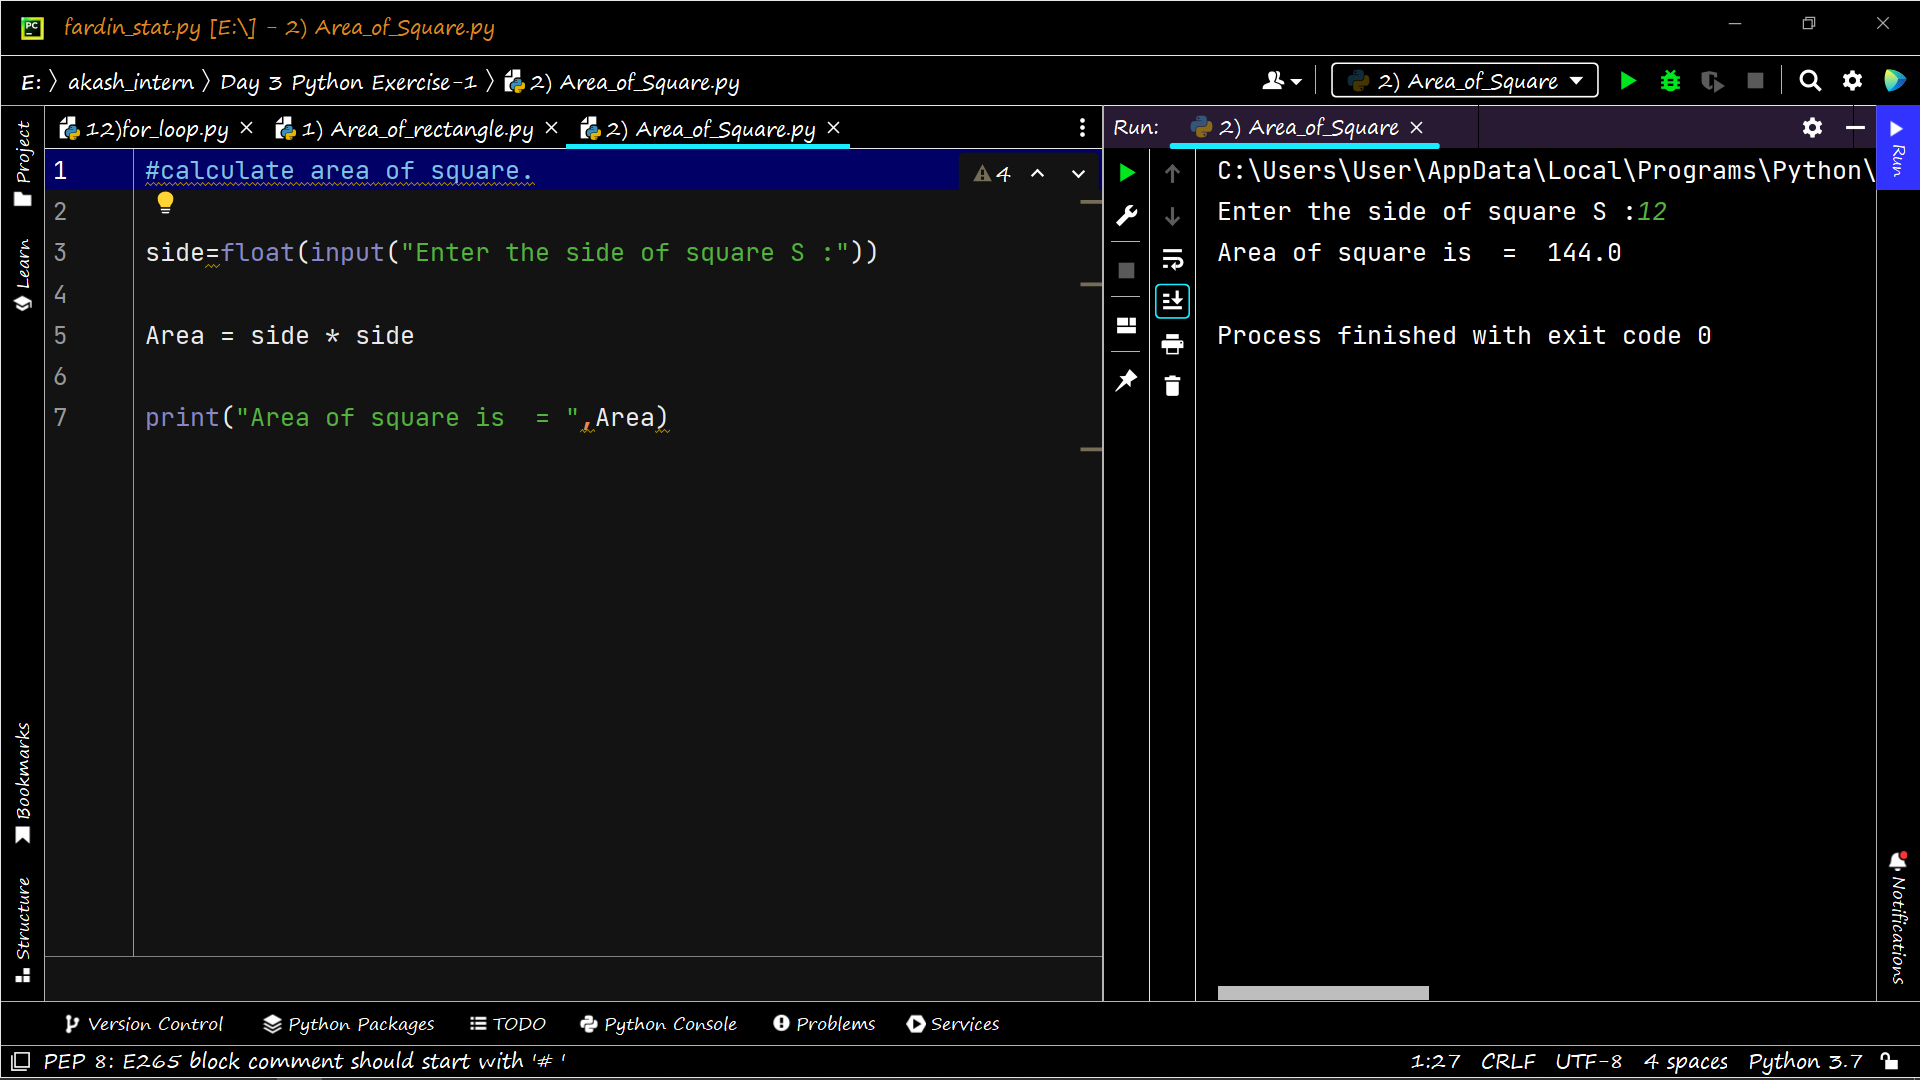 PC fardin_stat.py [E:\] - 2) Area_of_Square.py
E: 〉 akash_intern 〉 Day 3 Python Exercise-1 〉 2) Area_of_Square.py
2) Area_of_Square
12)for_loop.py × 1) Area_of_rectangle.py × 2) Area_of_Square.py ×
Run: 2) Area_of_Square ×
Project
Learn
Bookmarks
Structure
4
1 #calculate area of square.
2
3 side=float(input("Enter the side of square S :"))
4
5 Area = side * side
6
7 print("Area of square is  = ",Area)
C:\Users\User\AppData\Local\Programs\Python\
Enter the side of square S :12
Area of square is  =  144.0
Process finished with exit code 0
Run
Notifications
Version Control Python Packages TODO Python Console Problems Services
PEP 8: E265 block comment should start with '# '
1:27 CRLF UTF-8 4 spaces Python 3.7